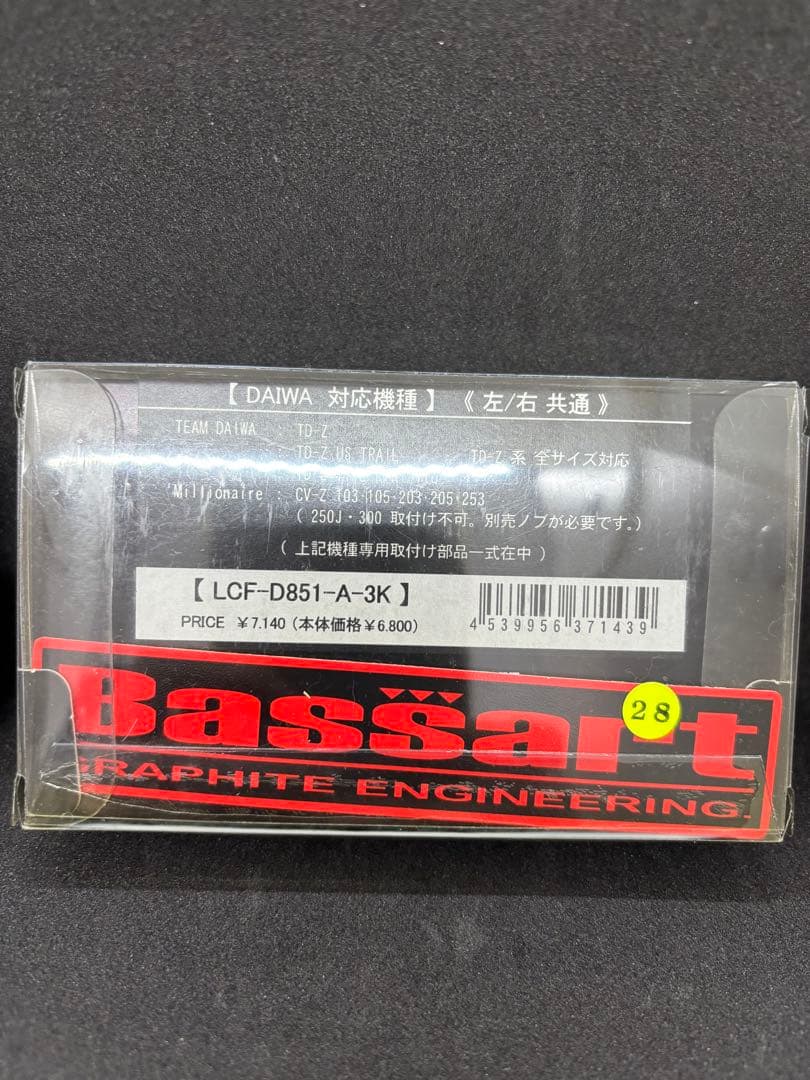 【 DAIWA 対応機種 】 《 左/右 共通 》
TEAM DAIWA : TD-Z
TD-Z US TRAIL TD-Z 系 全サイズ対応
Millionaire : CV-Z 103・105・203・205・253
( 250J・300 取付け不可。別売ノブが必要です。)
( 上記機種専用取付け部品一式在中 )
【 LCF-D851-A-3K 】
PRICE ￥7.140 (本体価格￥6.800)
4 539956 371439
Bassart
28
GRAPHITE ENGINEERING.